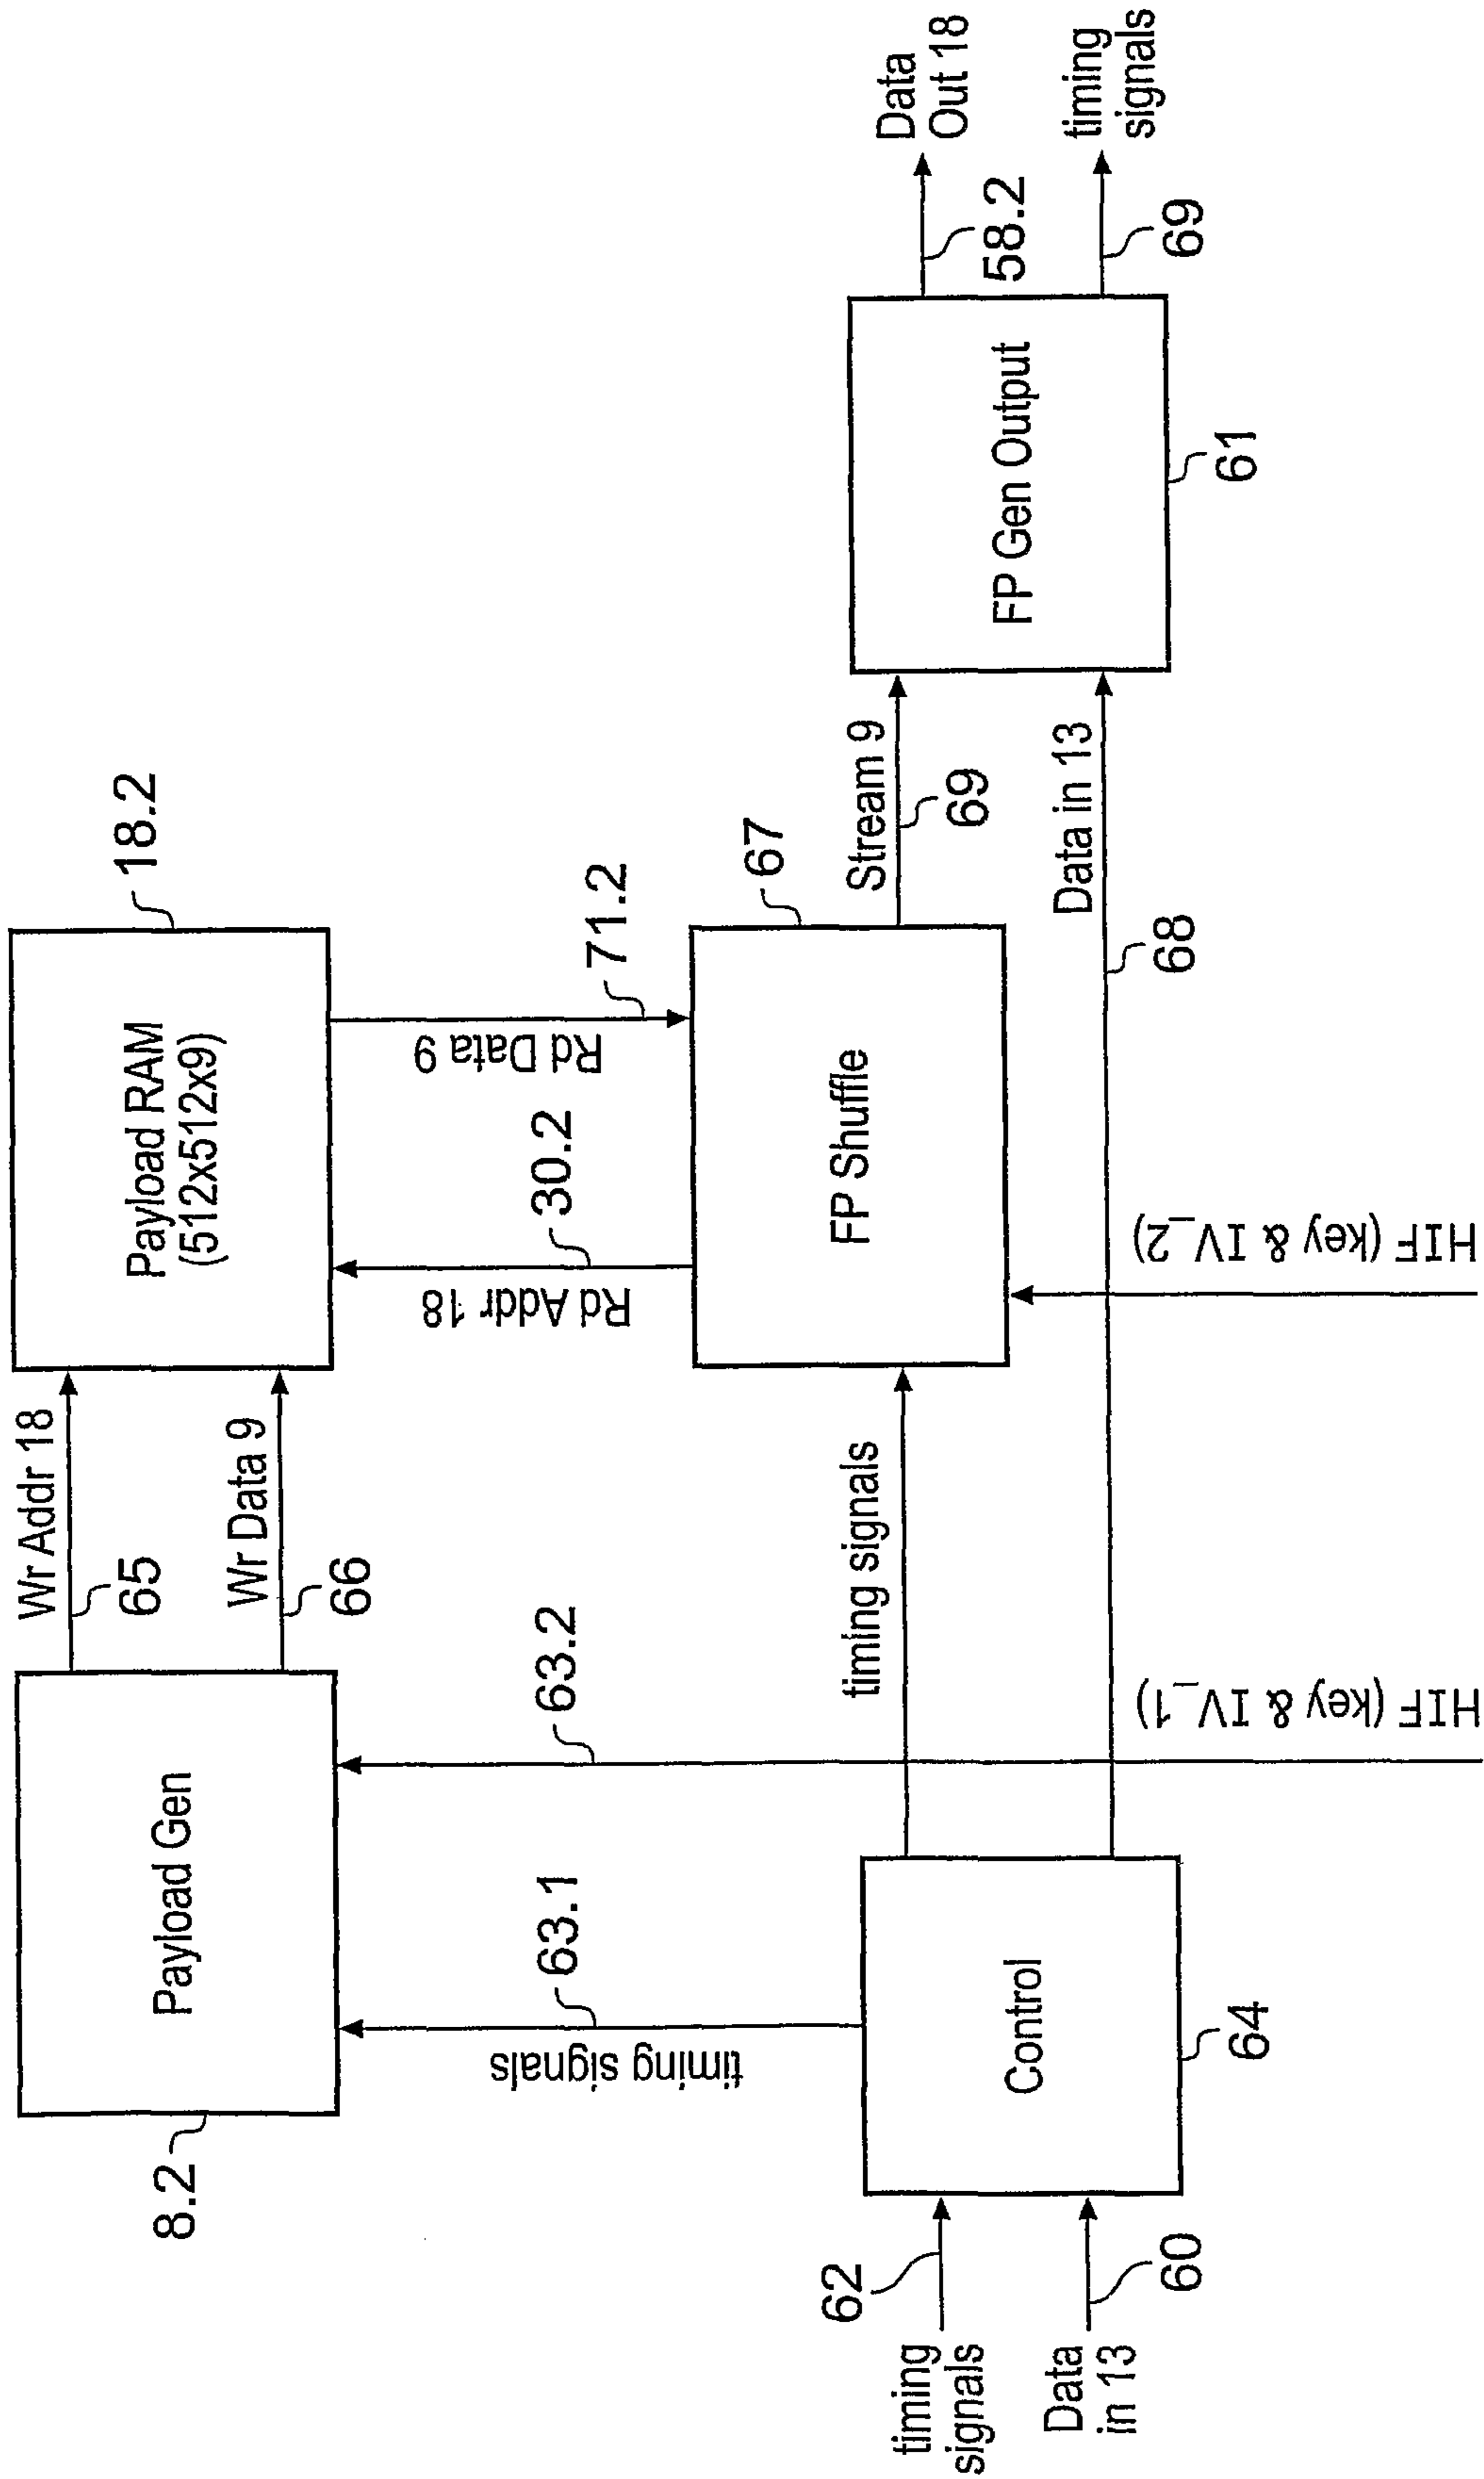 8.2
Payload Gen
Wr Addr 18
65
Wr Data 9
66
Payload RAM
(512x512x9)
18.2
timing signals
63.1
63.2
Rd Addr 18
30.2
Rd Data 9
71.2
timing
signals
62
Data
in 13
60
Control
64
timing signals
FP Shuffle
67
Stream 9
69
Data in 13
68
FP Gen Output
61
Data
Out 18
58.2
timing
signals
69
HIF (key & IV_1)
HIF (key & IV_2)